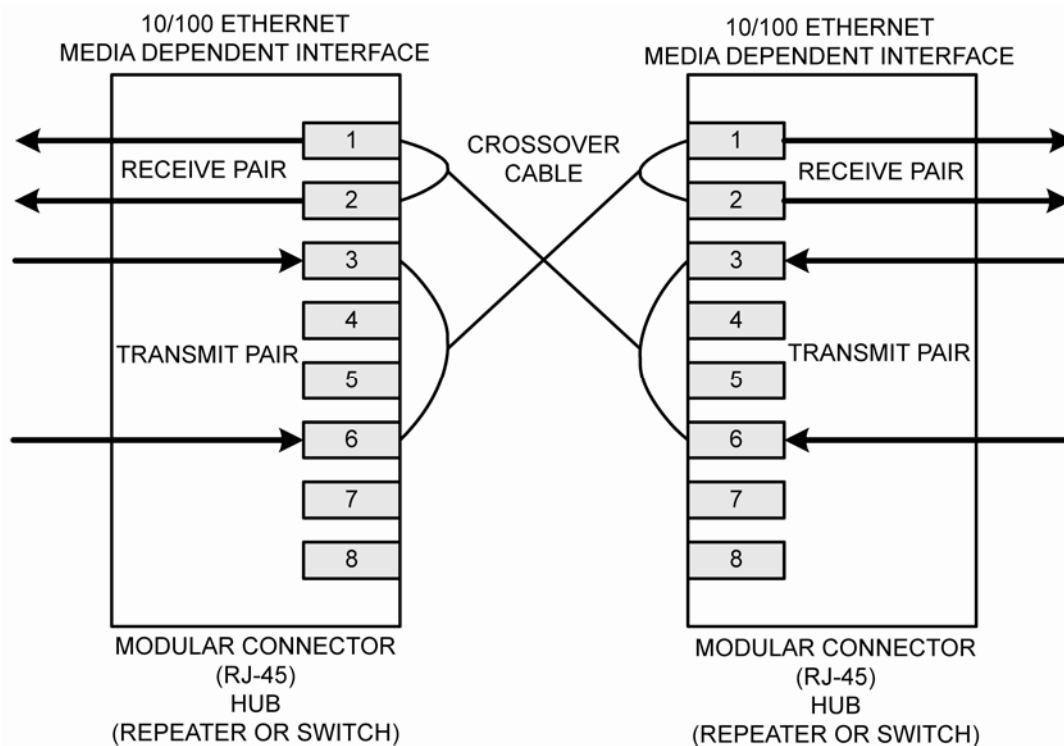 10/100 ETHERNET
MEDIA DEPENDENT INTERFACE
10/100 ETHERNET
MEDIA DEPENDENT INTERFACE
CROSSOVER
CABLE
1
RECEIVE PAIR
2
3
4
TRANSMIT PAIR
5
6
7
8
1
RECEIVE PAIR
2
3
4
TRANSMIT PAIR
5
6
7
8
MODULAR CONNECTOR
(RJ-45)
HUB
(REPEATER OR SWITCH)
MODULAR CONNECTOR
(RJ-45)
HUB
(REPEATER OR SWITCH)